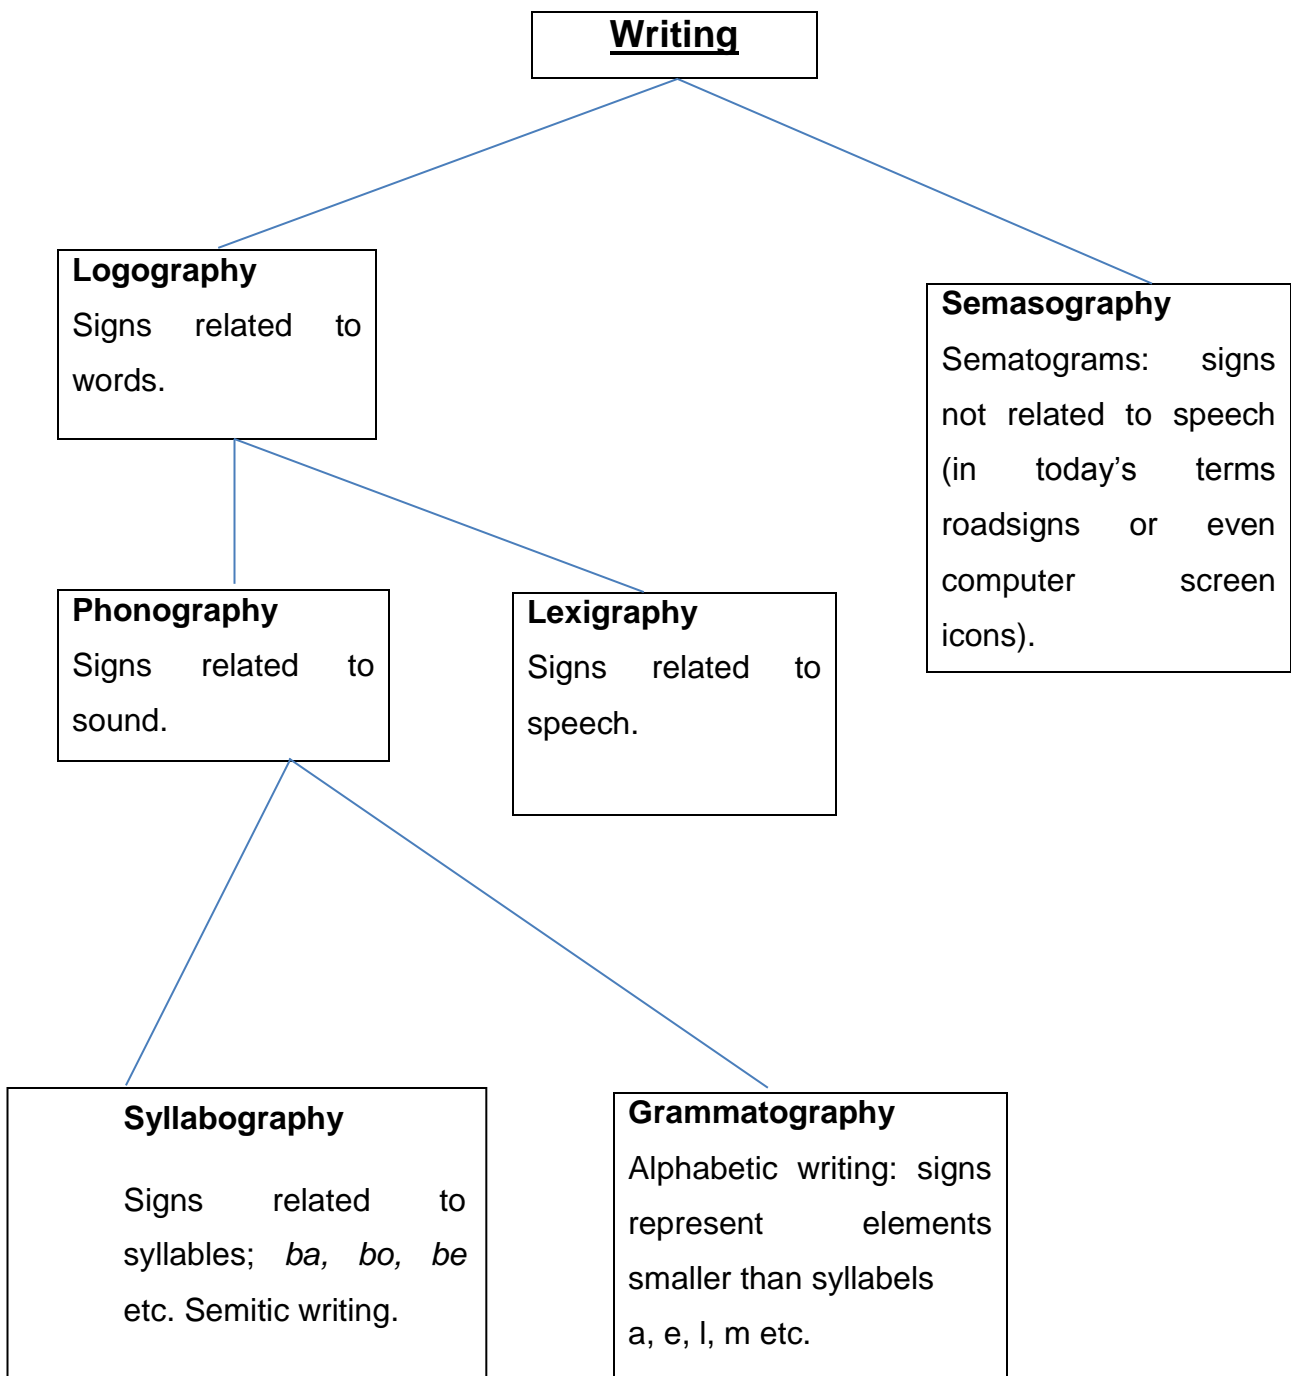 Writing
Logography
Signs related to
words.
Semasography
Sematograms: signs
not related to speech
(in today’s terms
roadsigns or even
computer screen
icons).
Phonography
Signs related to
sound.
Lexigraphy
Signs related to
speech.
Syllabography
Signs related to
syllables; ba, bo, be
etc. Semitic writing.
Grammatography
Alphabetic writing: signs
represent elements
smaller than syllabels
a, e, l, m etc.